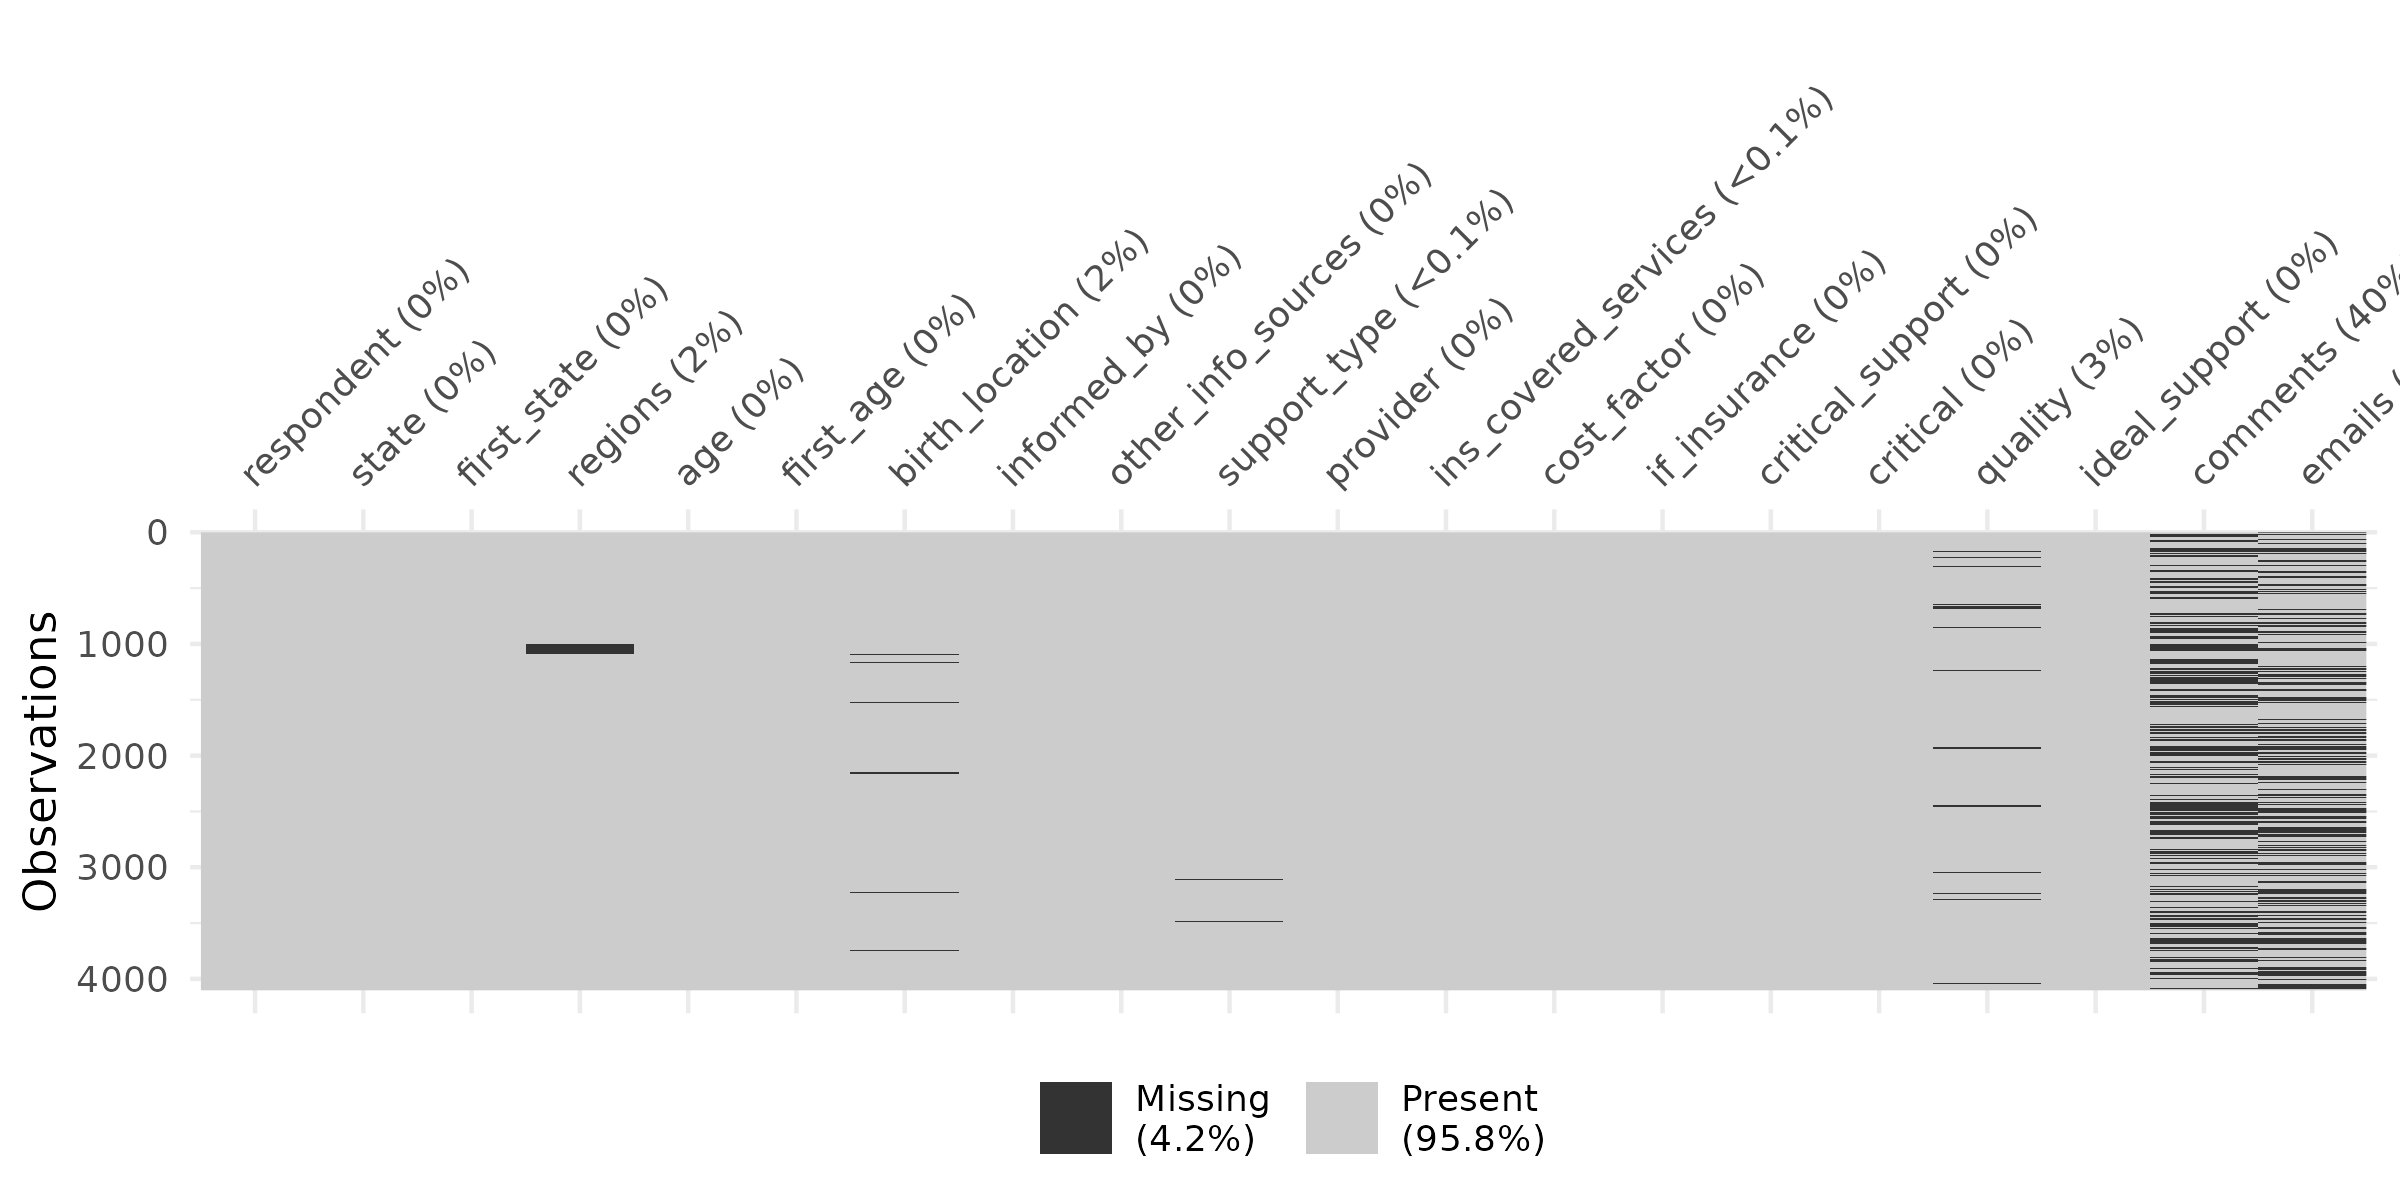 respondent (0%)
state (0%)
first_state (0%)
regions (2%)
age (0%)
first_age (0%)
birth_location (2%)
informed_by (0%)
other_info_sources (0%)
support_type (<0.1%)
provider (0%)
ins_covered_services (<0.1%)
cost_factor (0%)
if_insurance (0%)
critical_support (0%)
critical (0%)
quality (3%)
ideal_support (0%)
comments (40%
emails (
Observations
0
1000
2000
3000
4000
Missing
(4.2%)
Present
(95.8%)